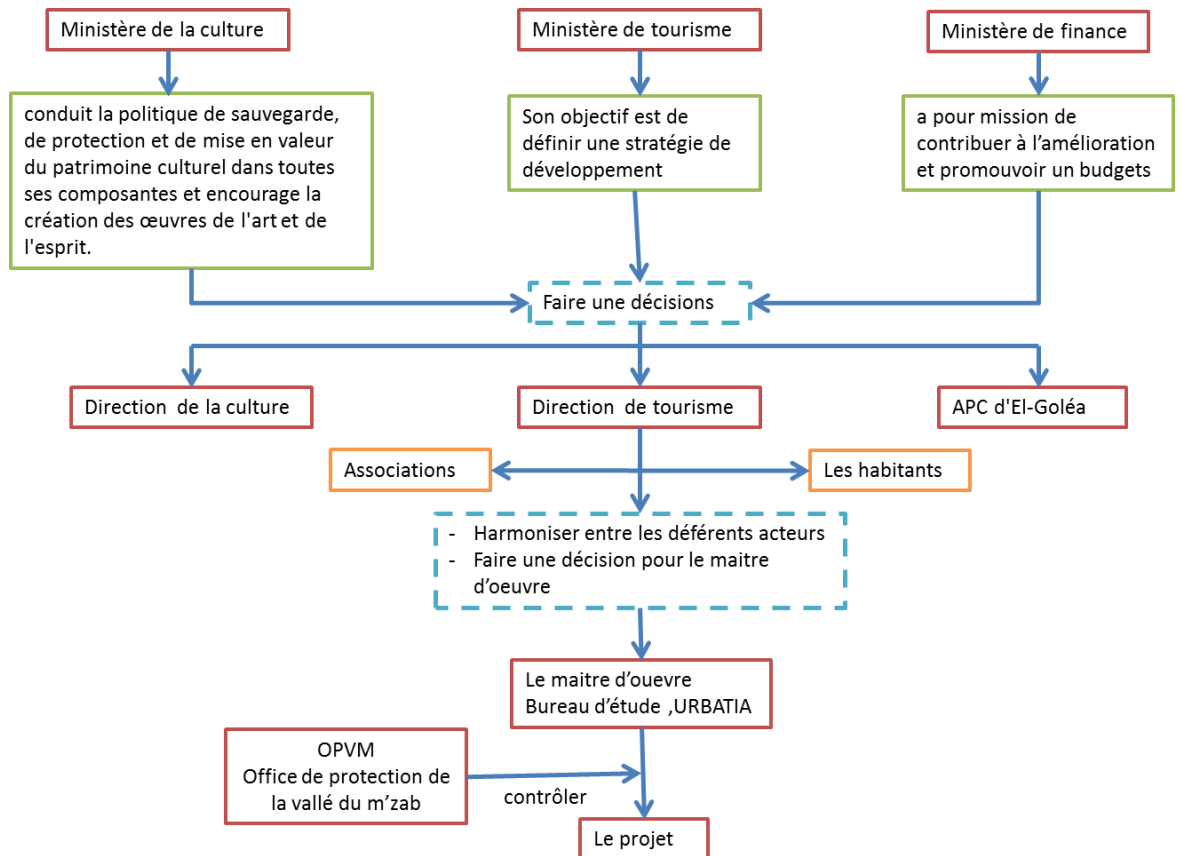 Ministère de la culture
Ministère de tourisme
Ministère de finance
conduit la politique de sauvegarde,
de protection et de mise en valeur
du patrimoine culturel dans toutes
ses composantes et encourage la
création des œuvres de l'art et de
l'esprit.
Son objectif est de
définir une stratégie de
développement
a pour mission de
contribuer à l’amélioration
et promouvoir un budgets
Faire une décisions
Direction de la culture
Direction de tourisme
APC d'El-Goléa
Associations
Les habitants
- Harmoniser entre les déférents acteurs
- Faire une décision pour le maitre
d’oeuvre
Le maitre d’ouevre
Bureau d’étude ,URBATIA
OPVM
Office de protection de
la vallé du m’zab
contrôler
Le projet